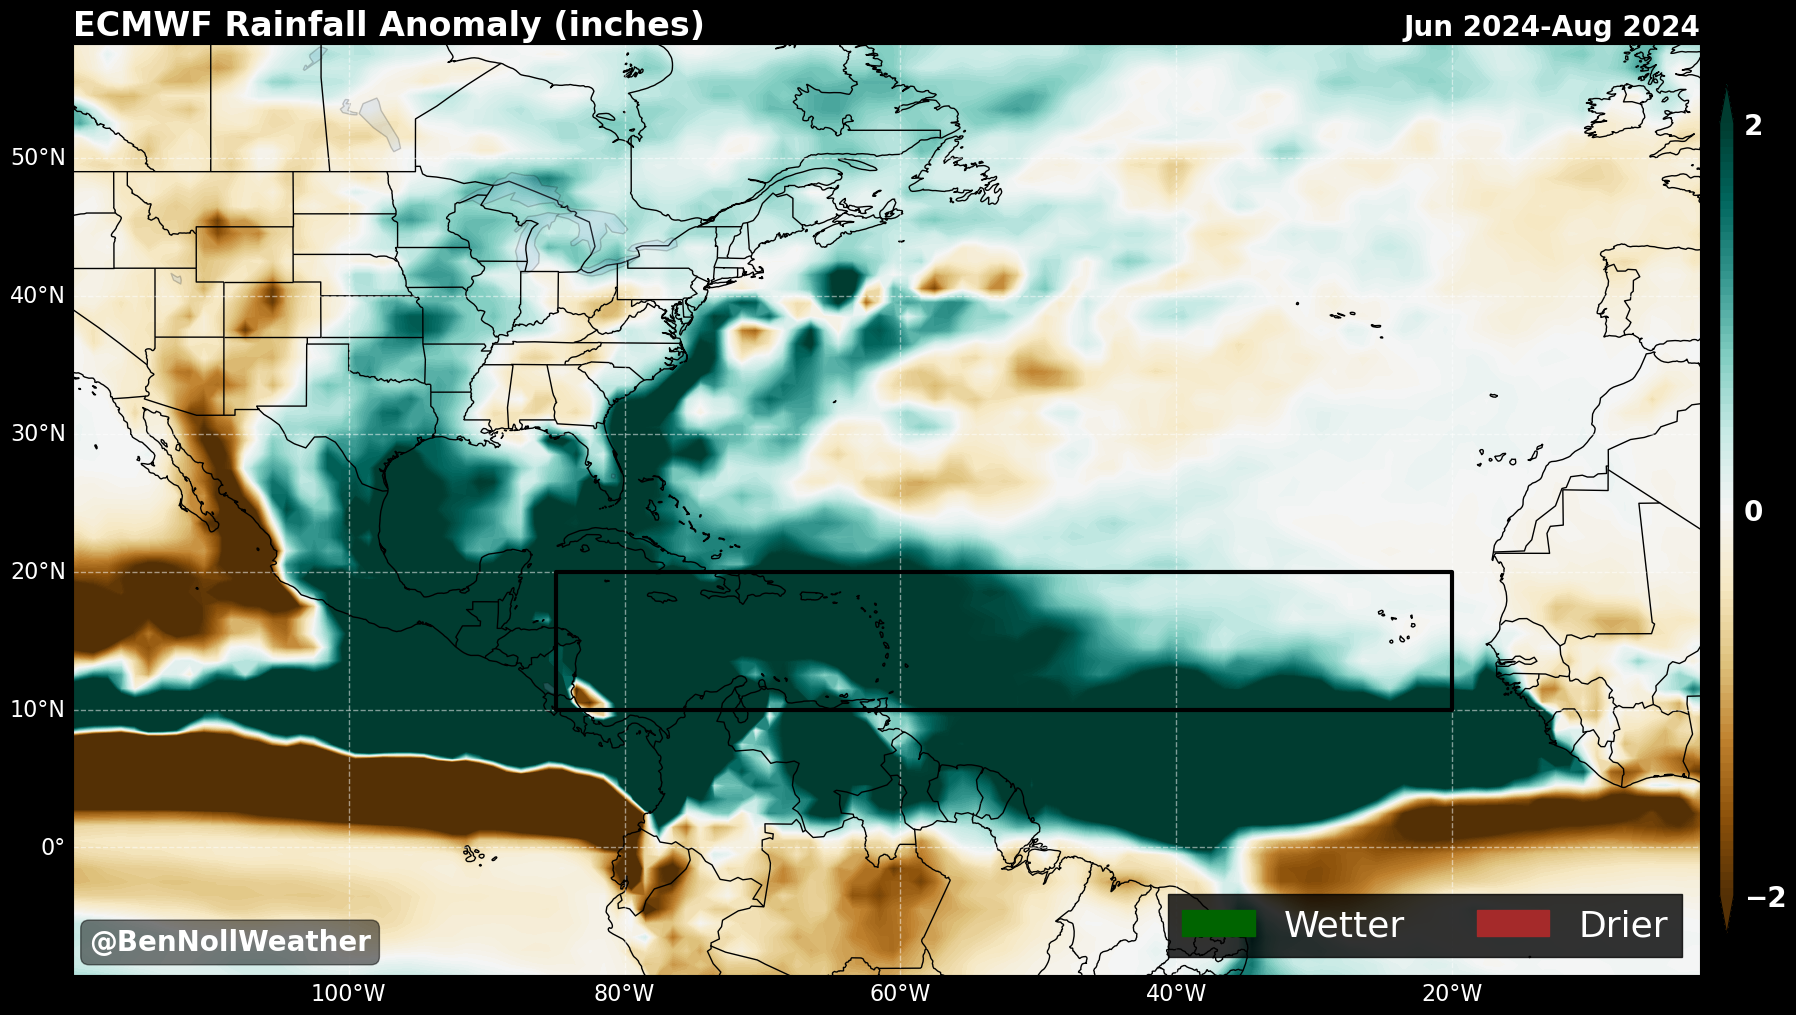 ECMWF Rainfall Anomaly (inches)
Jun 2024-Aug 2024
50°N
40°N
30°N
20°N
10°N
0°
2
0
−2
@BenNollWeather
Wetter
Drier
100°W
80°W
60°W
40°W
20°W